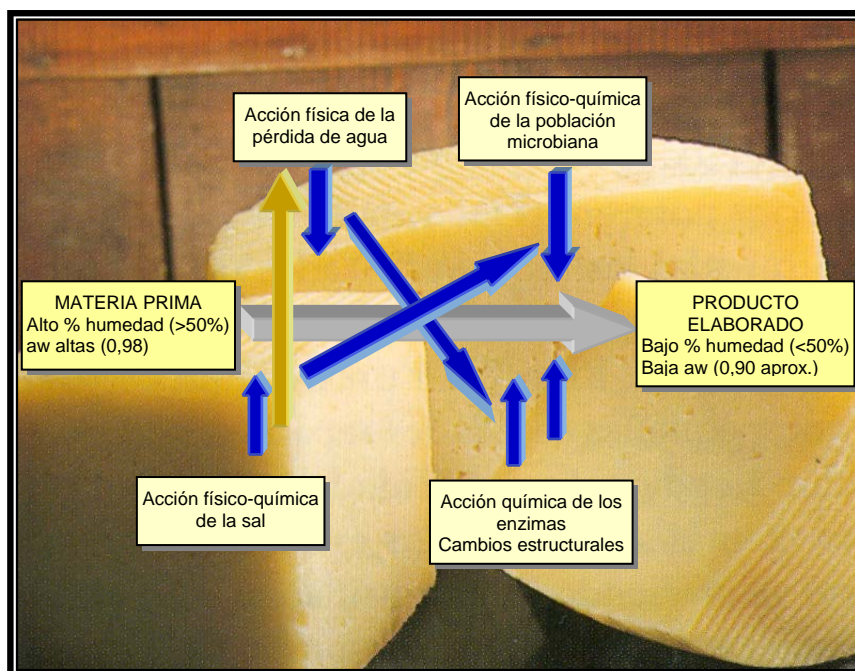 Acción física de la
pérdida de agua
Acción físico-química
de la población
microbiana
MATERIA PRIMA
Alto % humedad (>50%)
aw altas (0,98)
PRODUCTO
ELABORADO
Bajo % humedad (<50%)
Baja aw (0,90 aprox.)
Acción físico-química
de la sal
Acción química de los
enzimas
Cambios estructurales